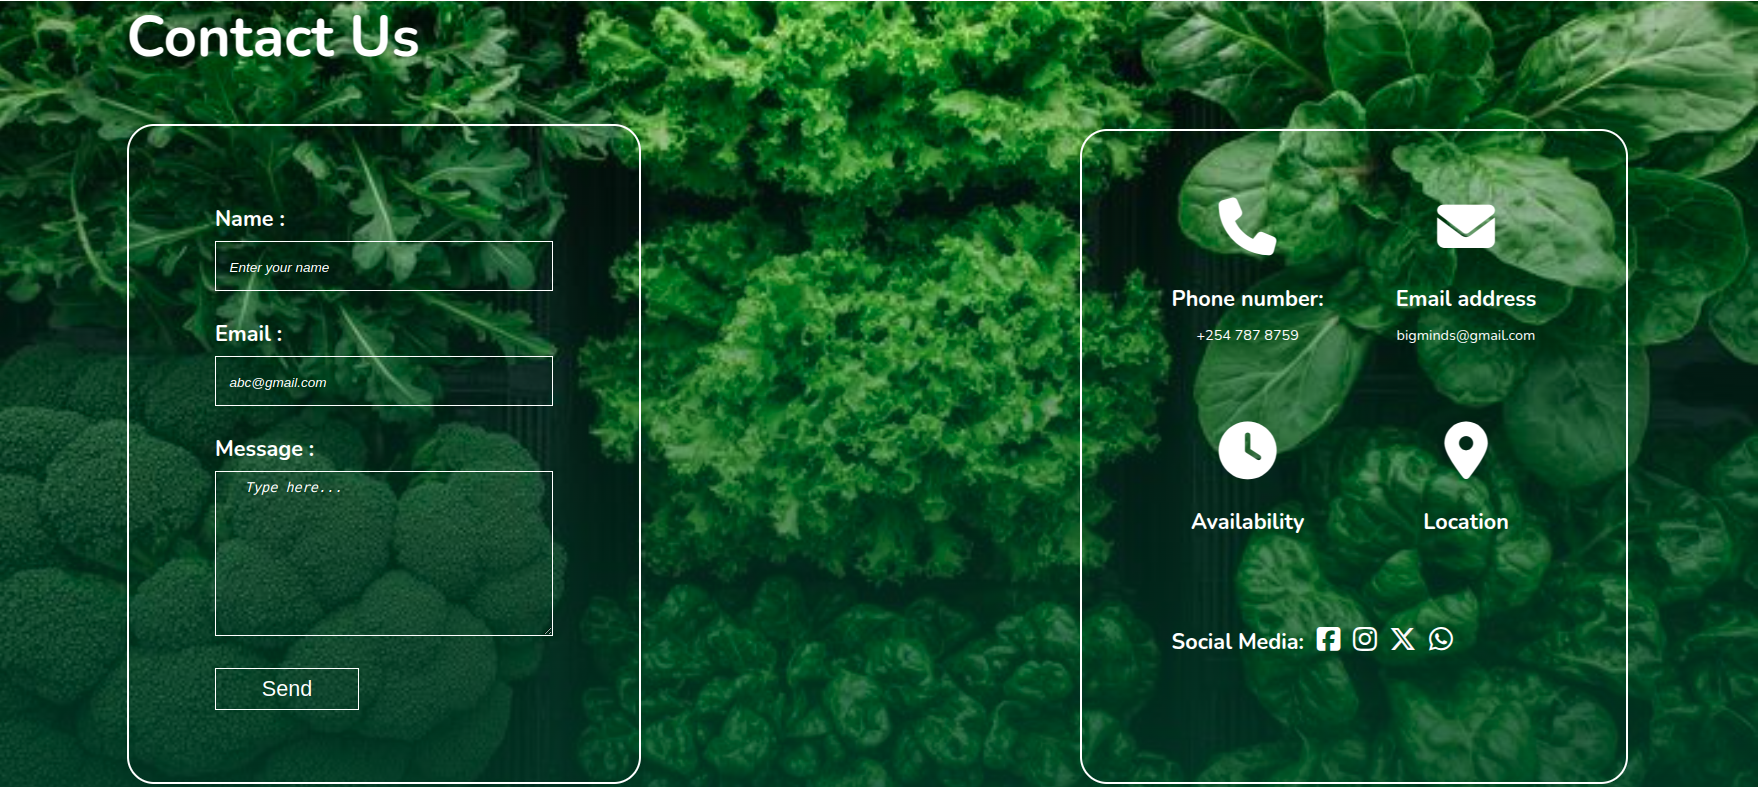 Contact Us
Name :
Enter your name
Email :
abc@gmail.com
Message :
Type here...
Send
Phone number:
+254 787 8759
Email address
bigminds@gmail.com
Availability
Location
Social Media: